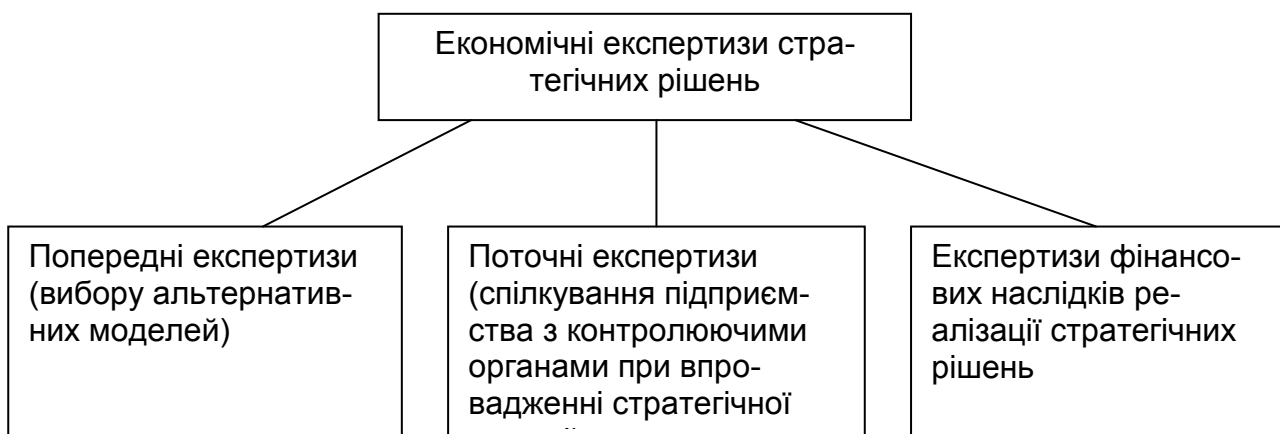 Економічні експертизи стра-
тегічних рішень
Попередні експертизи
(вибору альтернатив-
них моделей)
Поточні експертизи
(спілкування підприєм-
ства з контролюючими
органами при впро-
вадженні стратегічної
Експертизи фінансо-
вих наслідків ре-
алізації стратегічних
рішень